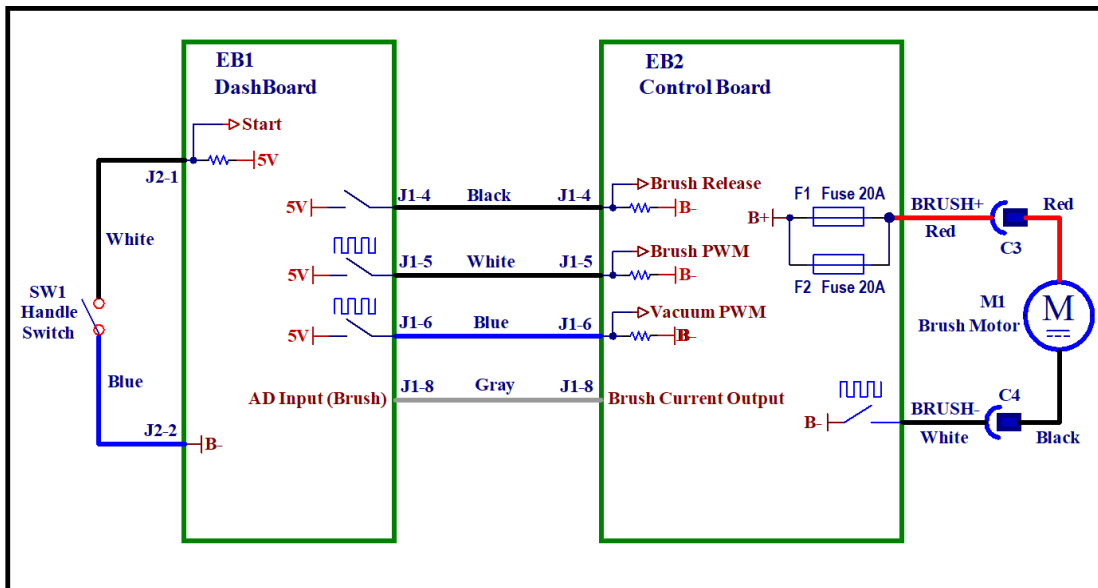 EB1
DashBoard
Start
5V
J2-1
White
SW1
Handle
Switch
Blue
J2-2
B-
5V
J1-4
Black
J1-4
5V
J1-5
White
J1-5
5V
J1-6
Blue
J1-6
AD Input (Brush)
J1-8
Gray
J1-8
EB2
Control Board
Brush Release
B-
Brush PWM
B-
Vacuum PWM
B-
Brush Current Output
F1 Fuse 20A
B+
F2 Fuse 20A
BRUSH+
Red
C3
Red
M1
Brush Motor
M
B-
BRUSH-
White
C4
Black